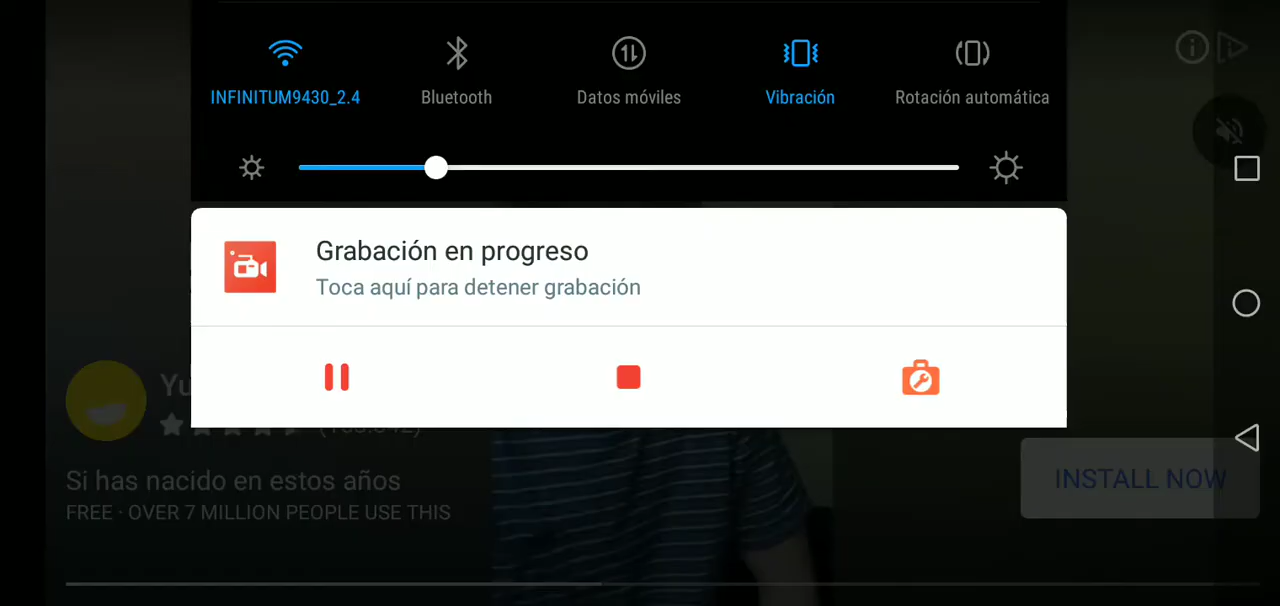 INFINITUM9430_2.4
Bluetooth
Datos móviles
Vibración
Rotación automática
Grabación en progreso
Toca aquí para detener grabación
Si has nacido en estos años
FREE · OVER 7 MILLION PEOPLE USE THIS
INSTALL NOW